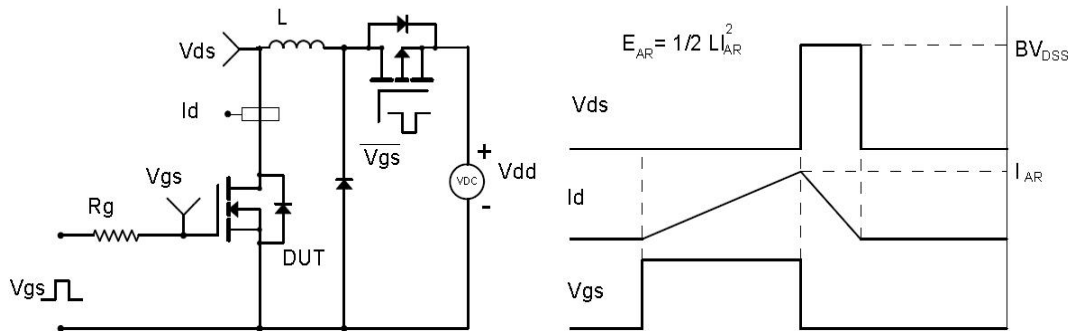 L
Vds
Id
Vgs
Rg
Vgs
DUT
Vgs
+
VDC
Vdd
-
E_AR = 1/2 LI_AR^2
BV_DSS
Vds
I_AR
Id
Vgs